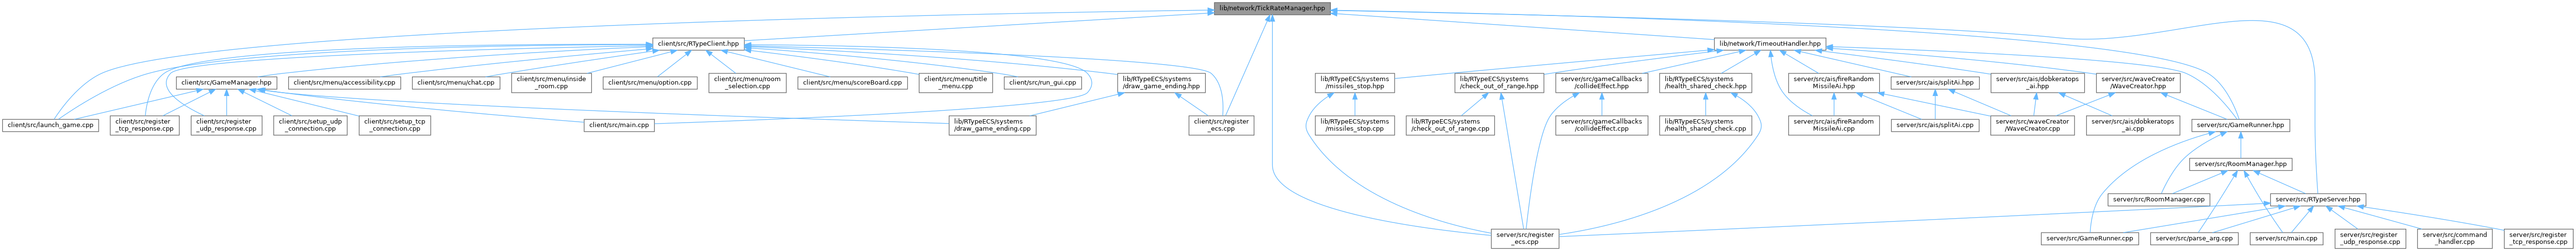 lib/network/TickRateManager.hpp
client/src/RTypeClient.hpp
lib/network/TimeoutHandler.hpp
client/src/GameManager.hpp
client/src/menu/accessibility.cpp
client/src/menu/chat.cpp
client/src/menu/inside
_room.cpp
client/src/menu/option.cpp
client/src/menu/room
_selection.cpp
client/src/menu/scoreBoard.cpp
client/src/menu/title
_menu.cpp
client/src/run_gui.cpp
lib/RTypeECS/systems
/draw_game_ending.hpp
lib/RTypeECS/systems
/missiles_stop.hpp
lib/RTypeECS/systems
/check_out_of_range.hpp
server/src/gameCallbacks
/collideEffect.hpp
lib/RTypeECS/systems
/health_shared_check.hpp
server/src/ais/fireRandom
MissileAi.hpp
server/src/ais/splitAi.hpp
server/src/ais/dobkeratops
_ai.hpp
server/src/waveCreator
/WaveCreator.hpp
client/src/launch_game.cpp
client/src/register
_tcp_response.cpp
client/src/register
_udp_response.cpp
client/src/setup_udp
_connection.cpp
client/src/setup_tcp
_connection.cpp
client/src/main.cpp
lib/RTypeECS/systems
/draw_game_ending.cpp
client/src/register
_ecs.cpp
lib/RTypeECS/systems
/missiles_stop.cpp
lib/RTypeECS/systems
/check_out_of_range.cpp
server/src/gameCallbacks
/collideEffect.cpp
lib/RTypeECS/systems
/health_shared_check.cpp
server/src/ais/fireRandom
MissileAi.cpp
server/src/ais/splitAi.cpp
server/src/waveCreator
/WaveCreator.cpp
server/src/ais/dobkeratops
_ai.cpp
server/src/GameRunner.hpp
server/src/RoomManager.hpp
server/src/RoomManager.cpp
server/src/RTypeServer.hpp
server/src/register
_ecs.cpp
server/src/GameRunner.cpp
server/src/parse_arg.cpp
server/src/main.cpp
server/src/register
_udp_response.cpp
server/src/command
_handler.cpp
server/src/register
_tcp_response.cpp